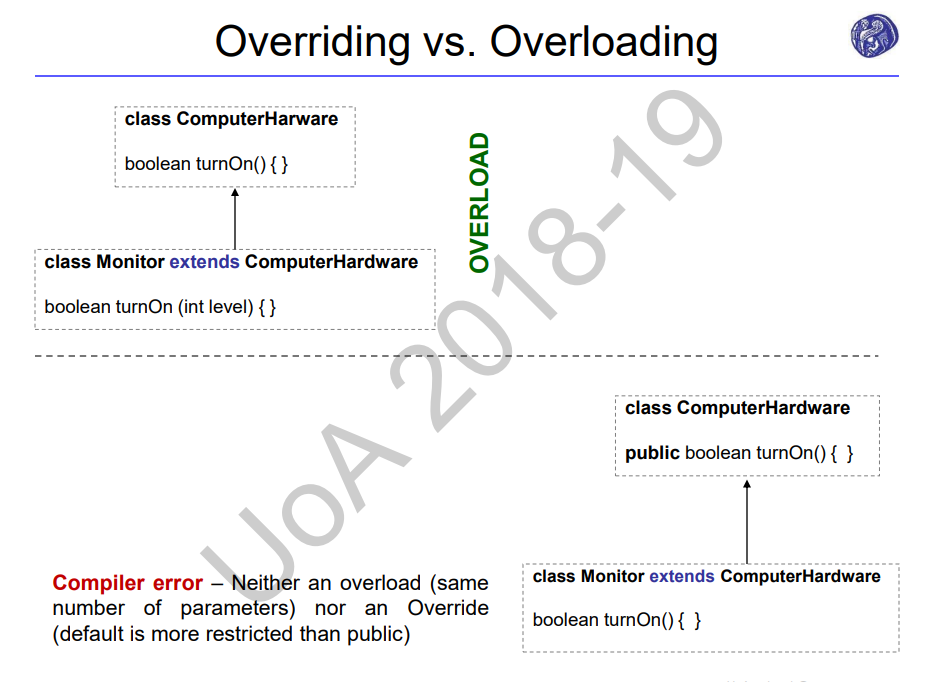 Overriding vs. Overloading
class ComputerHarware
boolean turnOn() { }
OVERLOAD
class Monitor extends ComputerHardware
boolean turnOn (int level) { }
UoA 2018-19
class ComputerHardware
public boolean turnOn() {  }
class Monitor extends ComputerHardware
boolean turnOn() {  }
Compiler error – Neither an overload (same
number of parameters) nor an Override
(default is more restricted than public)